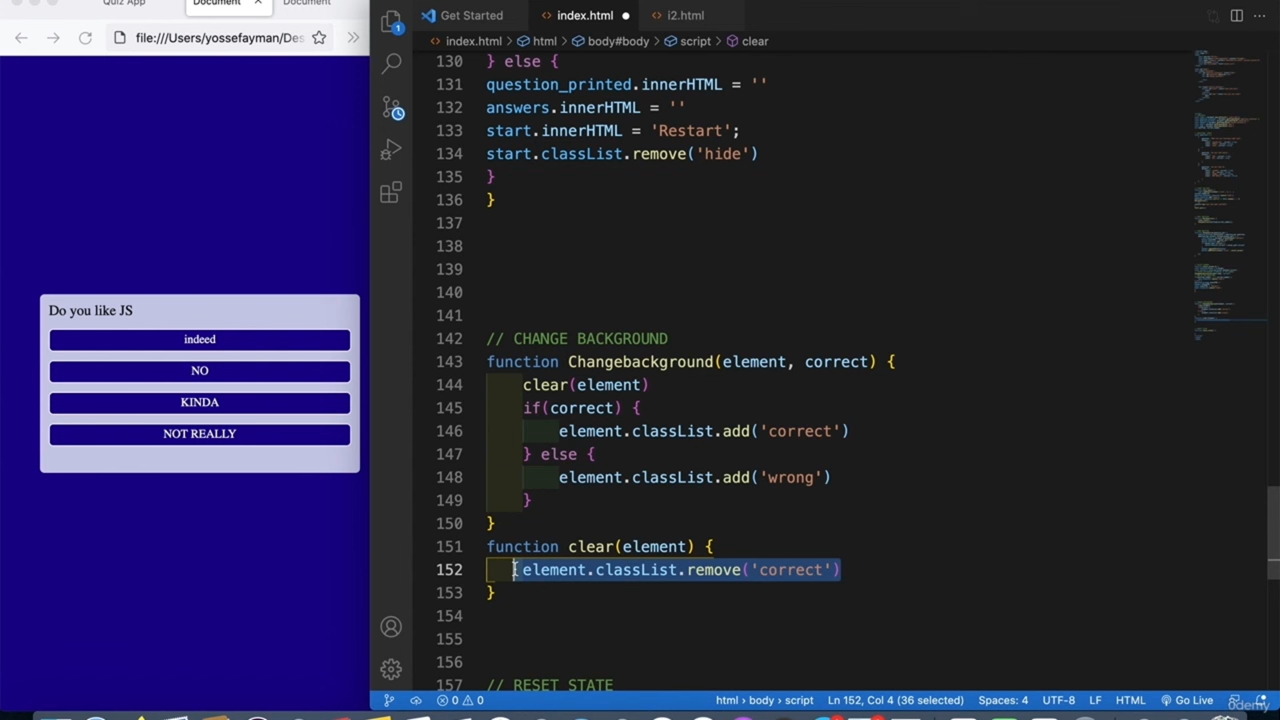 Quiz App
Document
Document
Get Started
index.html
i2.html
file:///Users/yossefayman/Des
index.html > html > body#body > script > clear
130 } else {
131 question_printed.innerHTML = ''
132 answers.innerHTML = ''
133 start.innerHTML = 'Restart';
134 start.classList.remove('hide')
135 }
136 }
137
138
139
140
141
142 // CHANGE BACKGROUND
143 function Changebackground(element, correct) {
144 clear(element)
145 if(correct) {
146 element.classList.add('correct')
147 } else {
148 element.classList.add('wrong')
149 }
150 }
151 function clear(element) {
152 element.classList.remove('correct')
153 }
154
155
156
157 // RESET STATE
Do you like JS
indeed
NO
KINDA
NOT REALLY
1
0 0
html > body > script
Ln 152, Col 4 (36 selected)
Spaces: 4
UTF-8
LF
HTML
Go Live
udemy